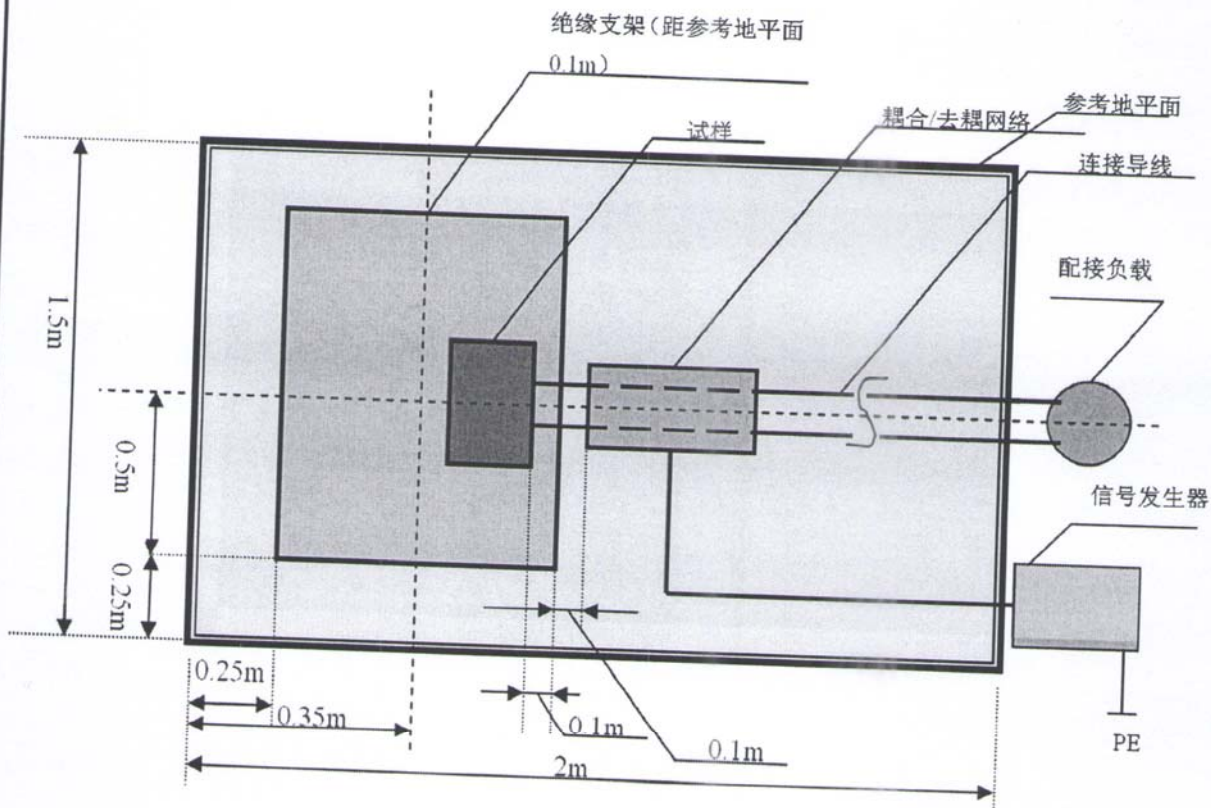 绝缘支架(距参考地平面
0.1m)
试样
耦合/去耦网络
参考地平面
连接导线
配接负载
信号发生器
1.5m
0.5m
0.25m
0.25m
0.35m
0.1m
0.1m
2m
PE